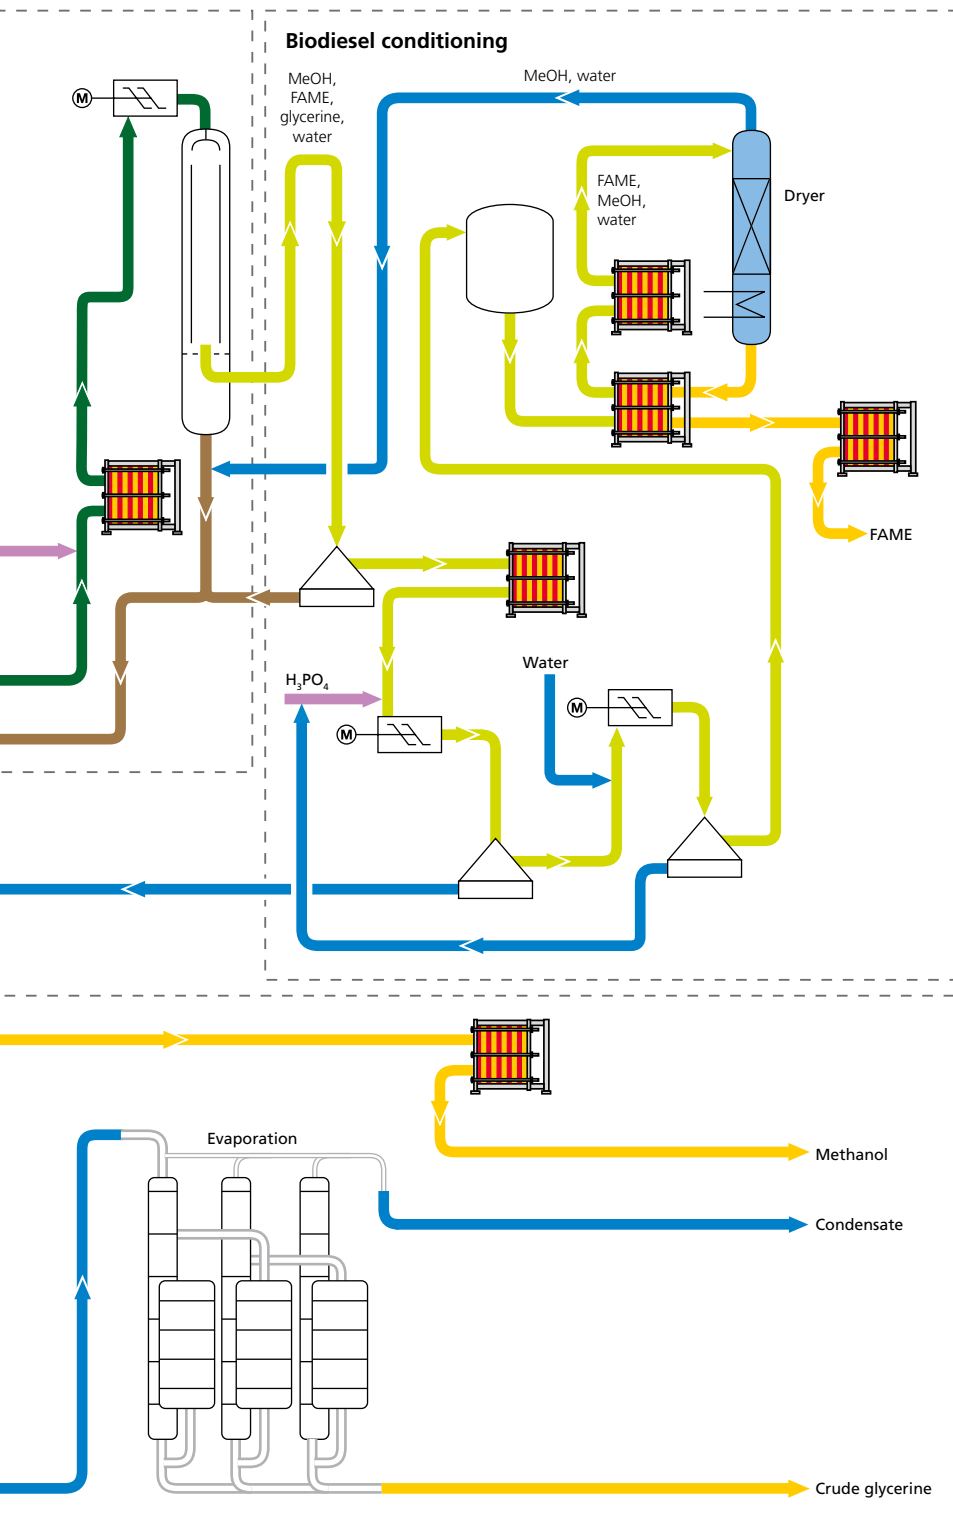 Biodiesel conditioning
MeOH,
FAME,
glycerine,
water
MeOH, water
M
FAME,
MeOH,
water
Dryer
FAME
Water
H₃PO₄
M
M
Evaporation
Methanol
Condensate
Crude glycerine